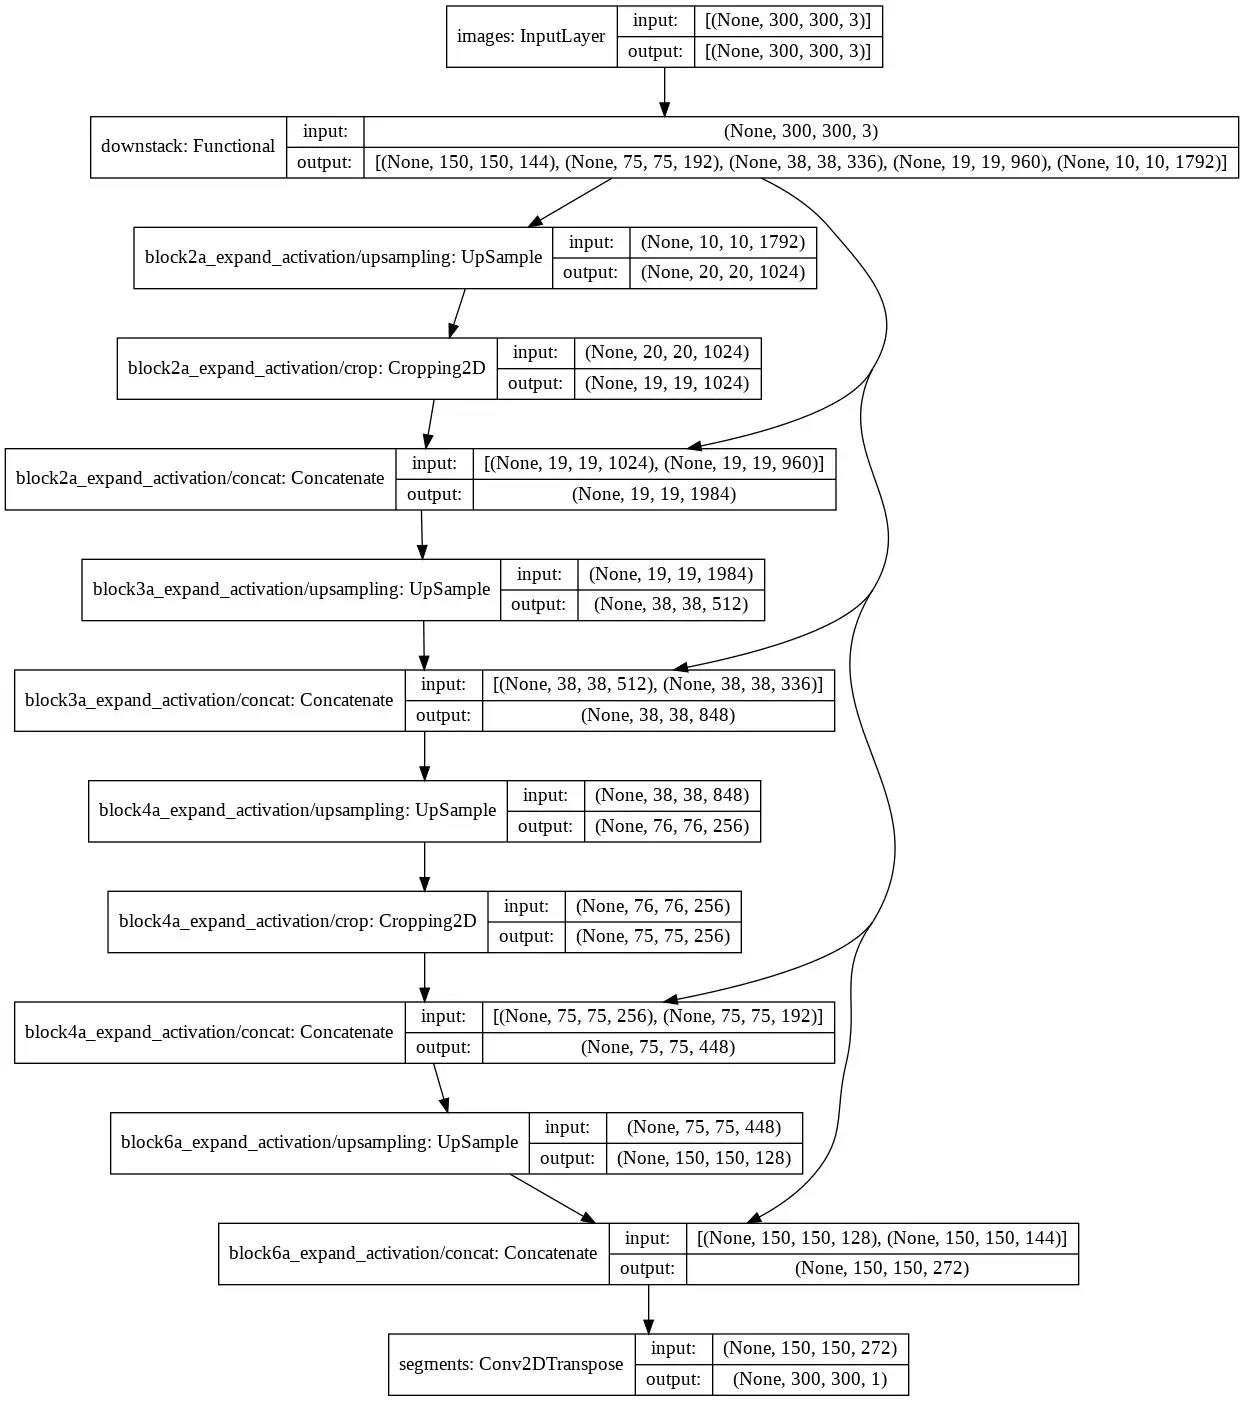 images: InputLayer
input: [(None, 300, 300, 3)]
output: [(None, 300, 300, 3)]
downstack: Functional
input: (None, 300, 300, 3)
output: [(None, 150, 150, 144), (None, 75, 75, 192), (None, 38, 38, 336), (None, 19, 19, 960), (None, 10, 10, 1792)]
block2a_expand_activation/upsampling: UpSample
input: (None, 10, 10, 1792)
output: (None, 20, 20, 1024)
block2a_expand_activation/crop: Cropping2D
input: (None, 20, 20, 1024)
output: (None, 19, 19, 1024)
block2a_expand_activation/concat: Concatenate
input: [(None, 19, 19, 1024), (None, 19, 19, 960)]
output: (None, 19, 19, 1984)
block3a_expand_activation/upsampling: UpSample
input: (None, 19, 19, 1984)
output: (None, 38, 38, 512)
block3a_expand_activation/concat: Concatenate
input: [(None, 38, 38, 512), (None, 38, 38, 336)]
output: (None, 38, 38, 848)
block4a_expand_activation/upsampling: UpSample
input: (None, 38, 38, 848)
output: (None, 76, 76, 256)
block4a_expand_activation/crop: Cropping2D
input: (None, 76, 76, 256)
output: (None, 75, 75, 256)
block4a_expand_activation/concat: Concatenate
input: [(None, 75, 75, 256), (None, 75, 75, 192)]
output: (None, 75, 75, 448)
block6a_expand_activation/upsampling: UpSample
input: (None, 75, 75, 448)
output: (None, 150, 150, 128)
block6a_expand_activation/concat: Concatenate
input: [(None, 150, 150, 128), (None, 150, 150, 144)]
output: (None, 150, 150, 272)
segments: Conv2DTranspose
input: (None, 150, 150, 272)
output: (None, 300, 300, 1)